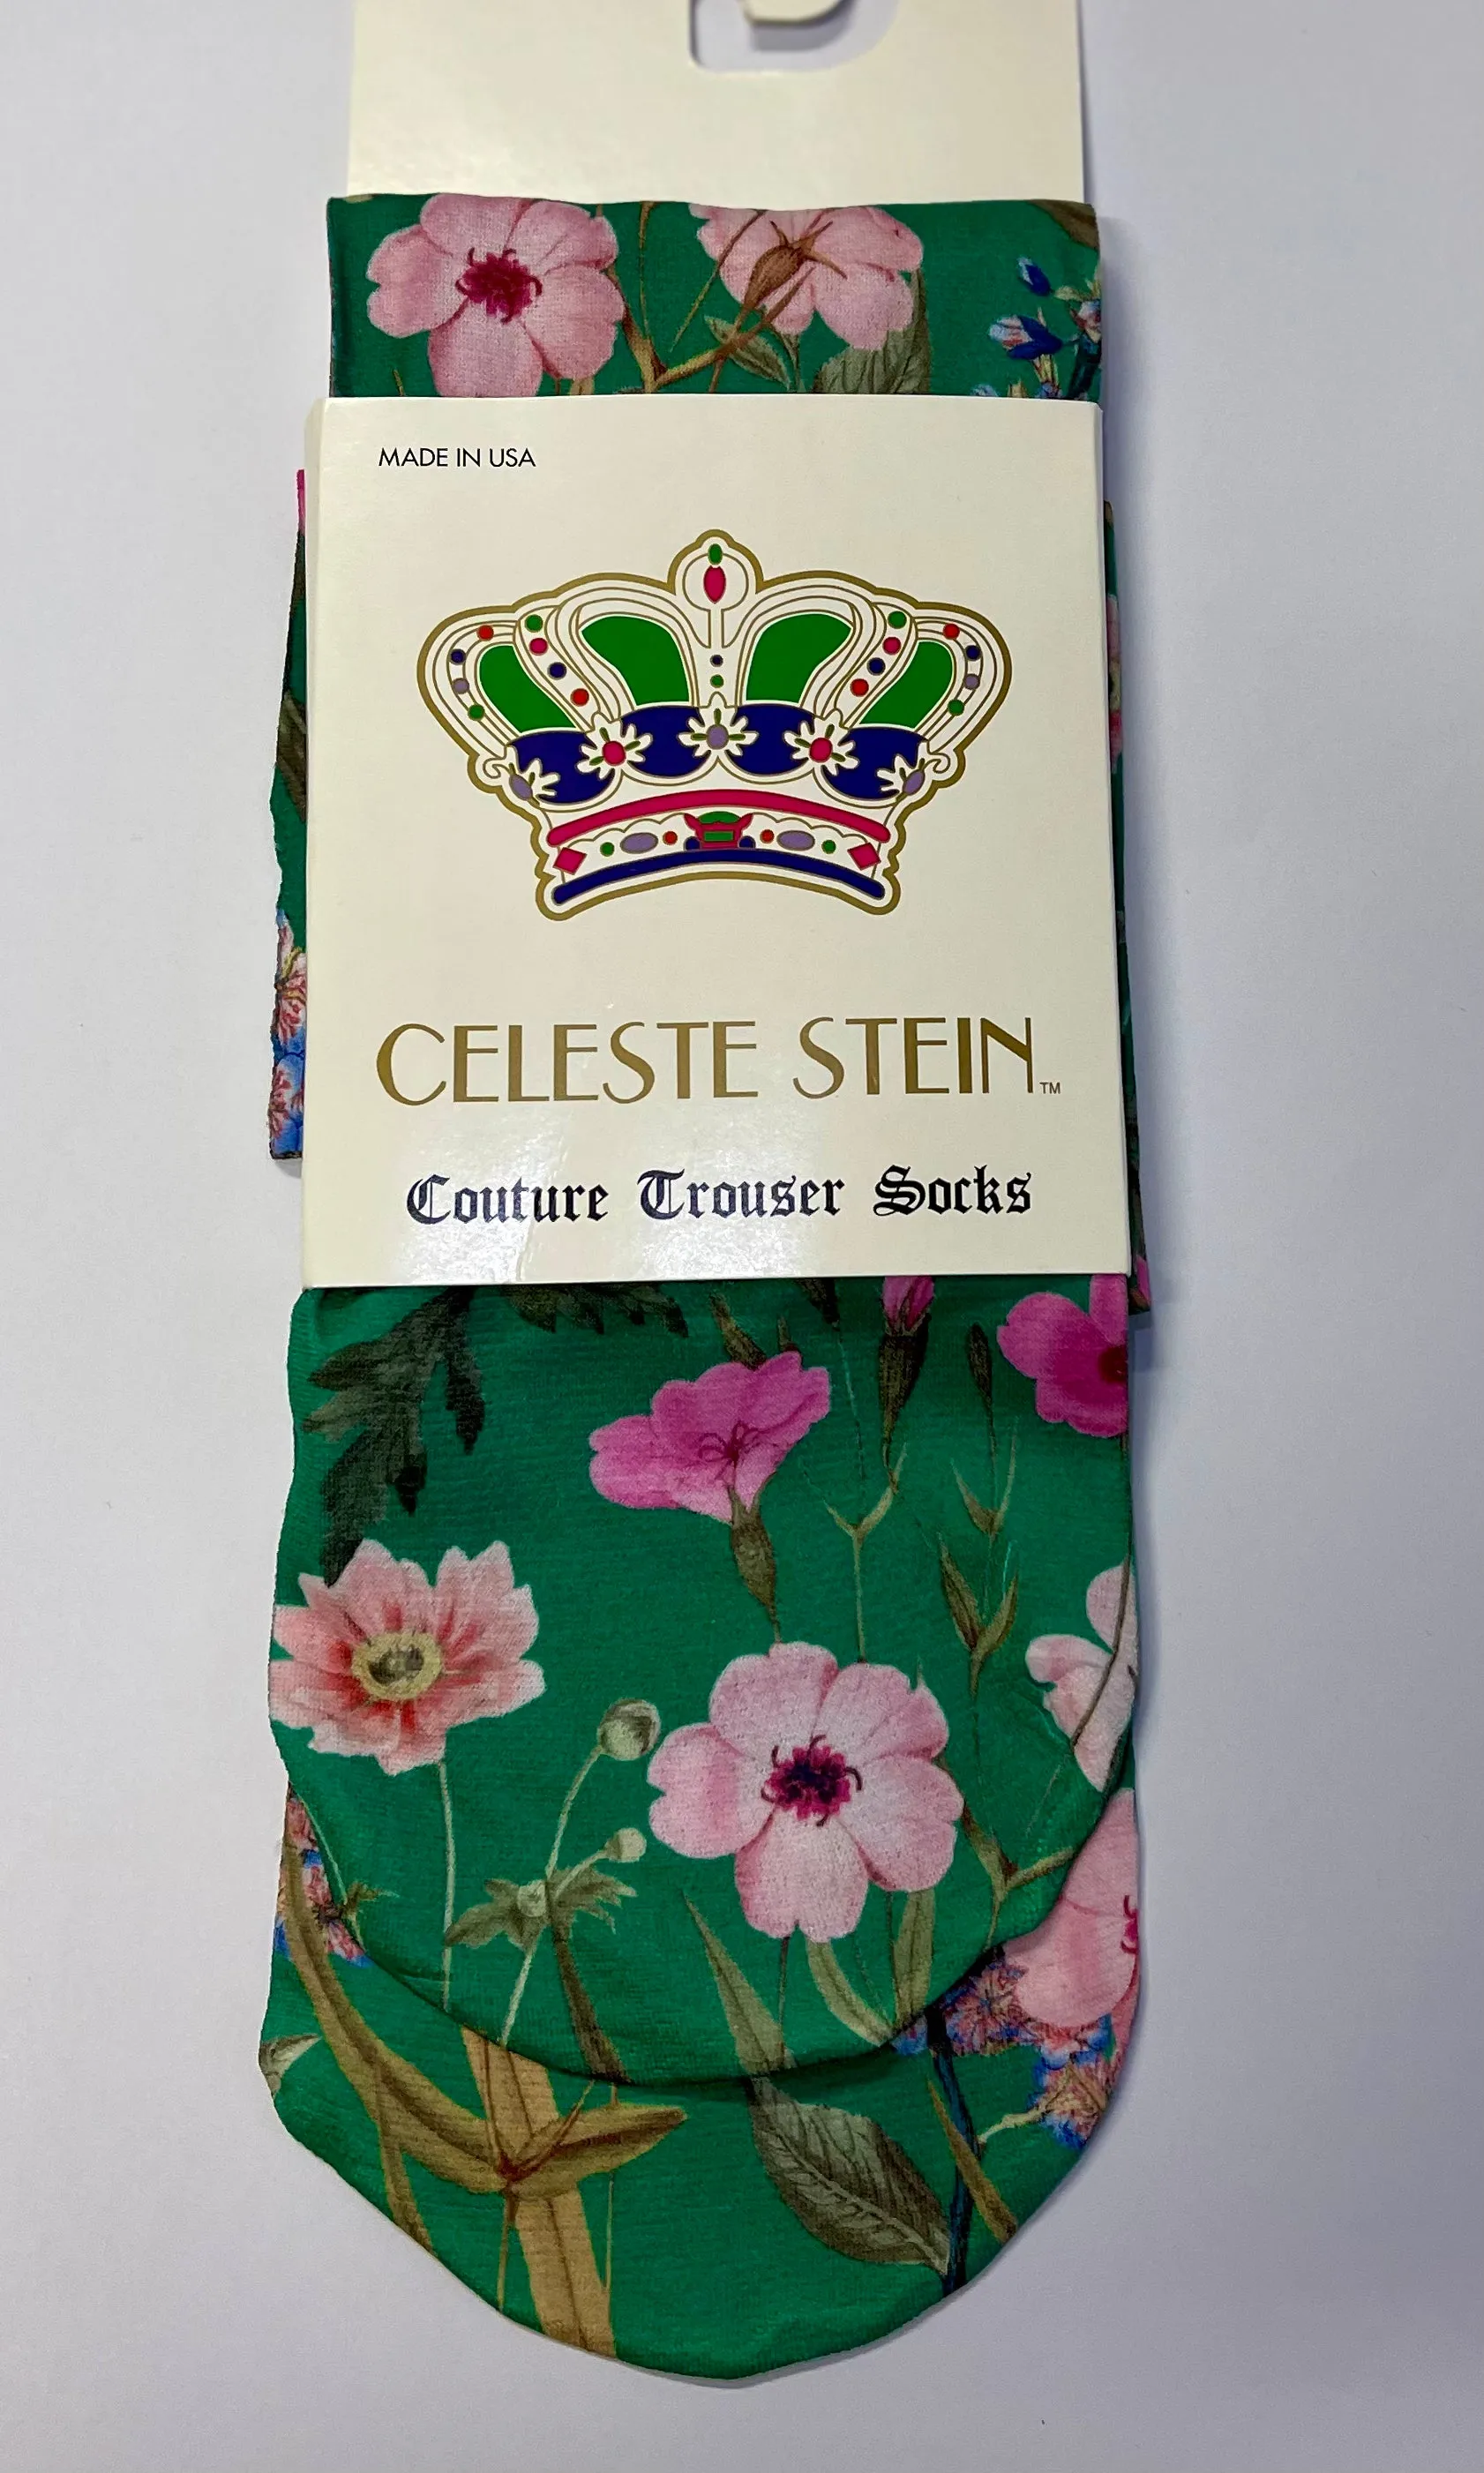 MADE IN USA
CELESTE STEIN™
Couture Trouser Socks